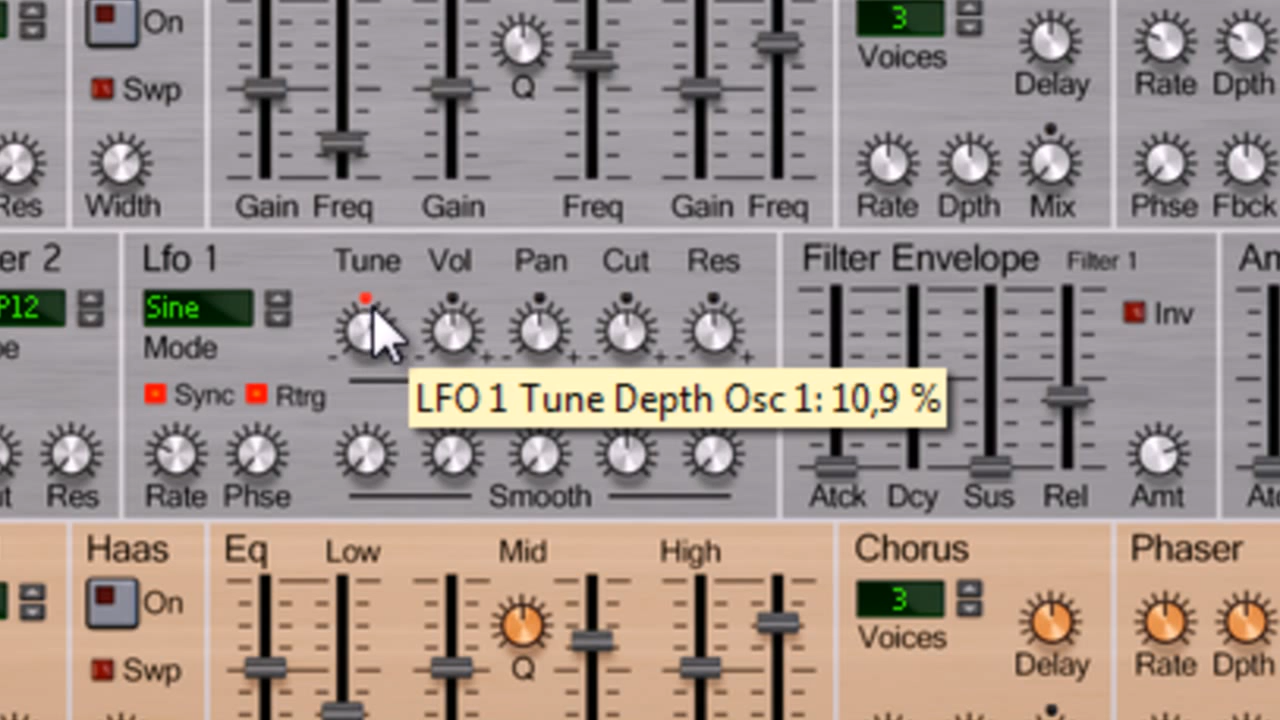 On
3
Voices
Swp
Q
Delay
Rate
Dpth
Res
Width
Gain
Freq
Gain
Freq
Gain
Freq
Rate
Dpth
Mix
Phse
Fbck
er 2
Lfo 1
Tune
Vol
Pan
Cut
Res
Filter Envelope
Filter 1
An
P12
Sine
Mode
Inv
Sync
Rtrg
LFO 1 Tune Depth Osc 1: 10,9 %
Res
Rate
Phse
Smooth
Atck
Dcy
Sus
Rel
Amt
Haas
Eq
Low
Mid
High
Chorus
Phaser
On
3
Voices
Swp
Q
Delay
Rate
Dpth